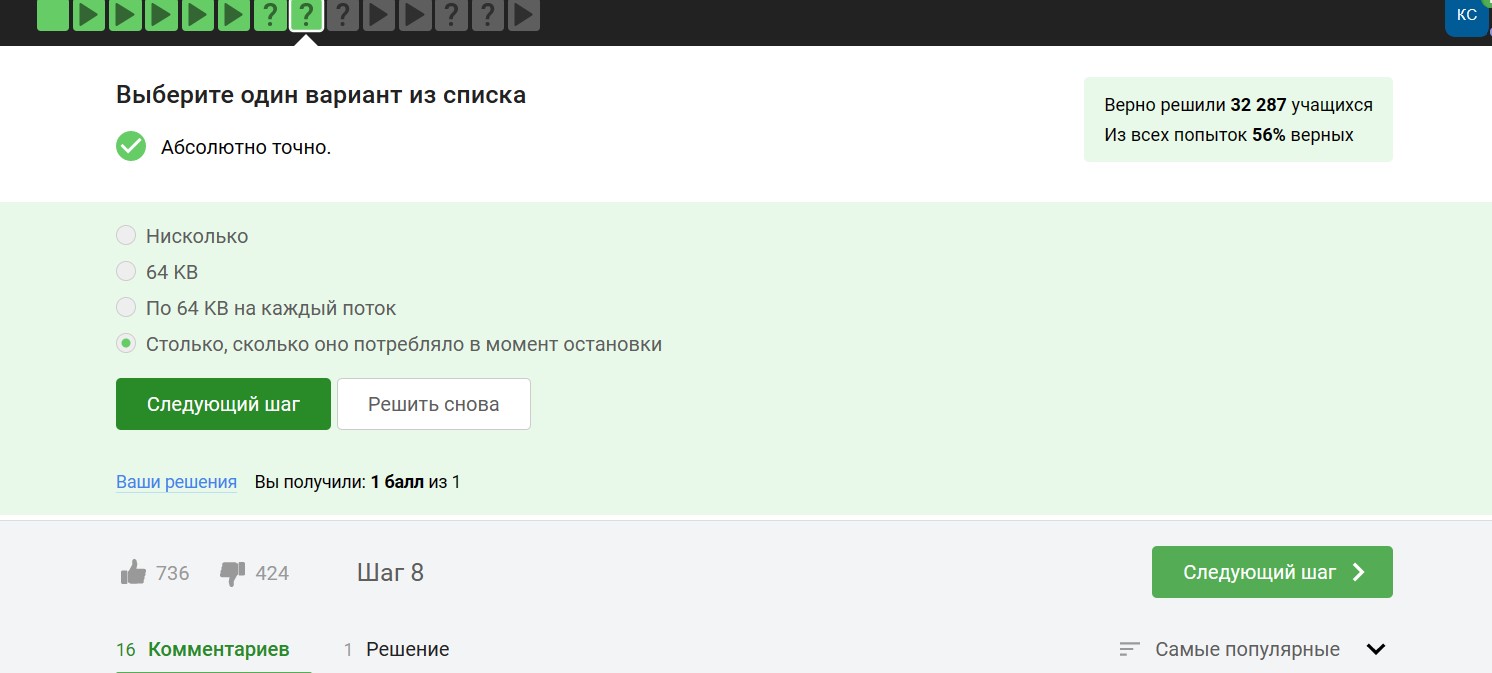 ? ? ? ? ?
КС
Выберите один вариант из списка
Абсолютно точно.
Верно решили 32 287 учащихся
Из всех попыток 56% верных
Нисколько
64 KB
По 64 KB на каждый поток
Столько, сколько оно потребляло в момент остановки
Следующий шаг Решить снова
Ваши решения Вы получили: 1 балл из 1
736 424 Шаг 8 Следующий шаг
16 Комментариев 1 Решение Самые популярные